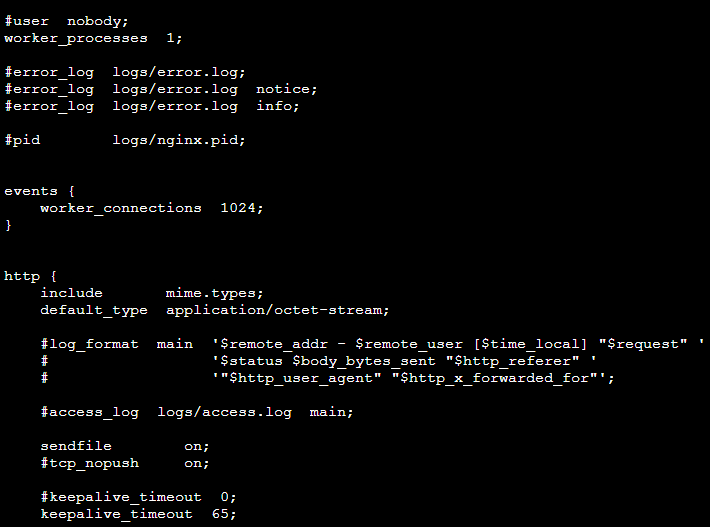 #user  nobody;
worker_processes  1;

#error_log  logs/error.log;
#error_log  logs/error.log  notice;
#error_log  logs/error.log  info;

#pid        logs/nginx.pid;


events {
    worker_connections  1024;
}


http {
    include       mime.types;
    default_type  application/octet-stream;

    #log_format  main  '$remote_addr - $remote_user [$time_local] "$request" '
    #                  '$status $body_bytes_sent "$http_referer" '
    #                  '"$http_user_agent" "$http_x_forwarded_for"';

    #access_log  logs/access.log  main;

    sendfile        on;
    #tcp_nopush     on;

    #keepalive_timeout  0;
    keepalive_timeout  65;